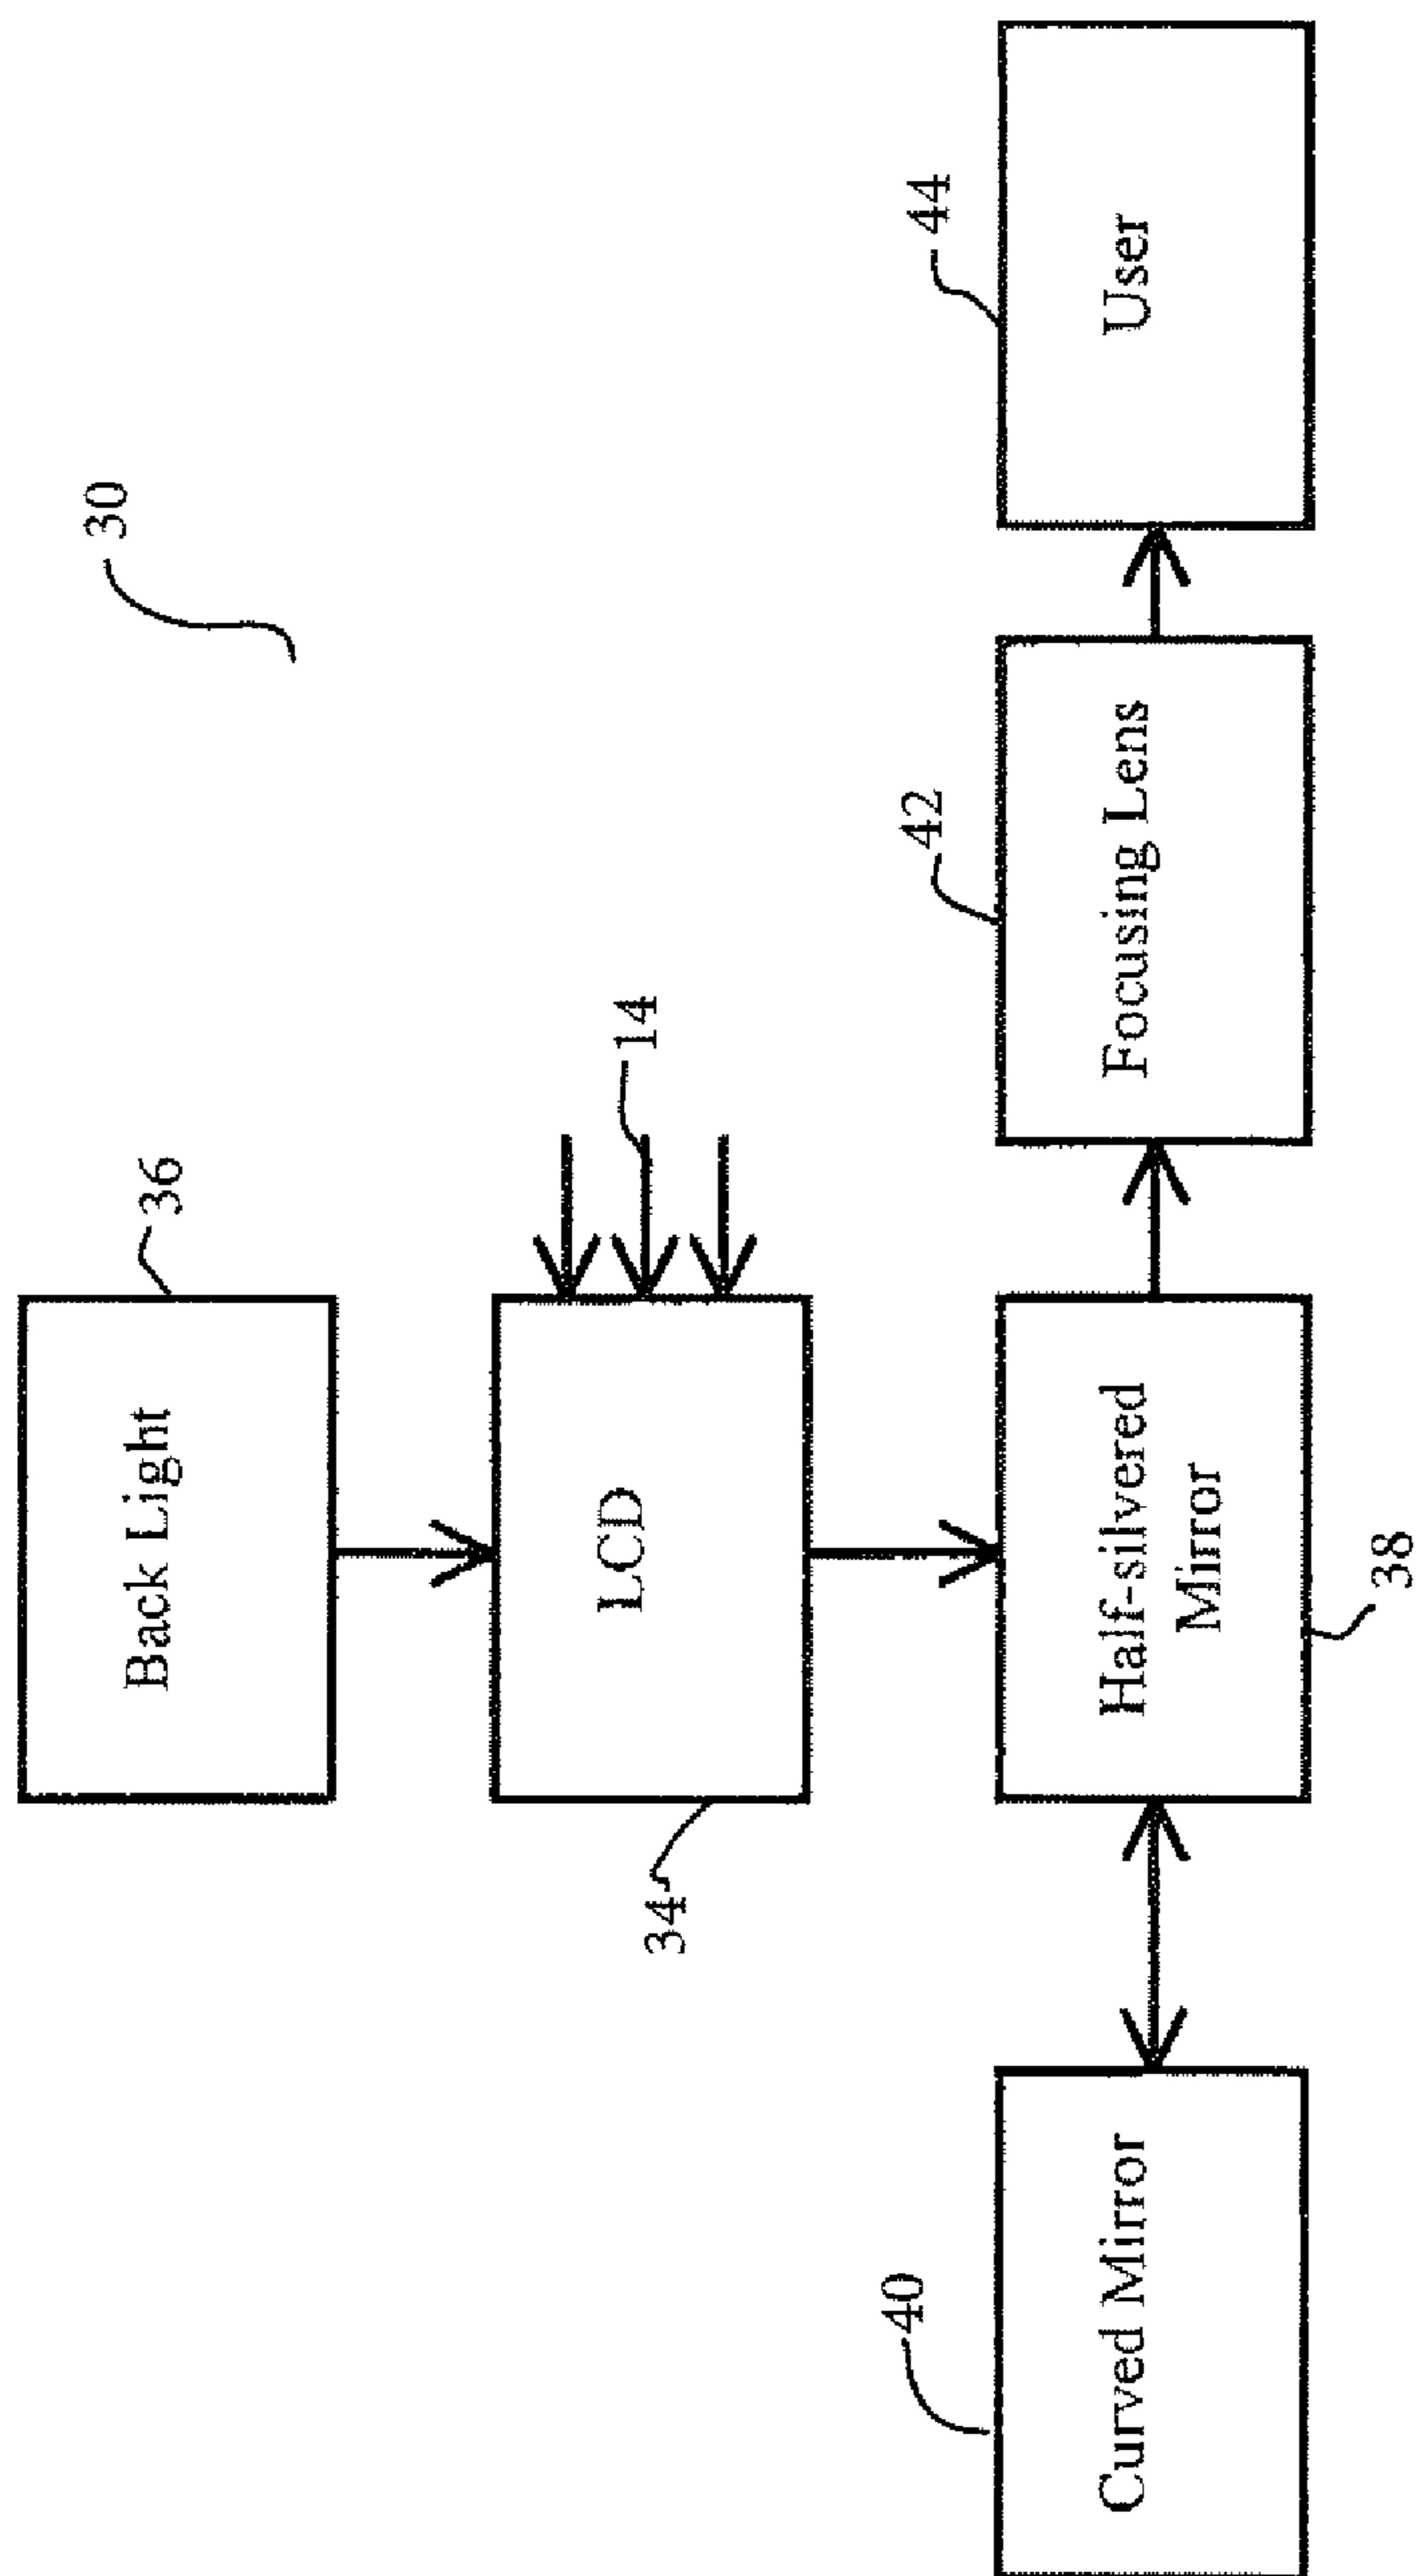 30
Back Light
36
LCD
14
34
Curved Mirror
40
Half-silvered
Mirror
38
Focusing Lens
42
User
44